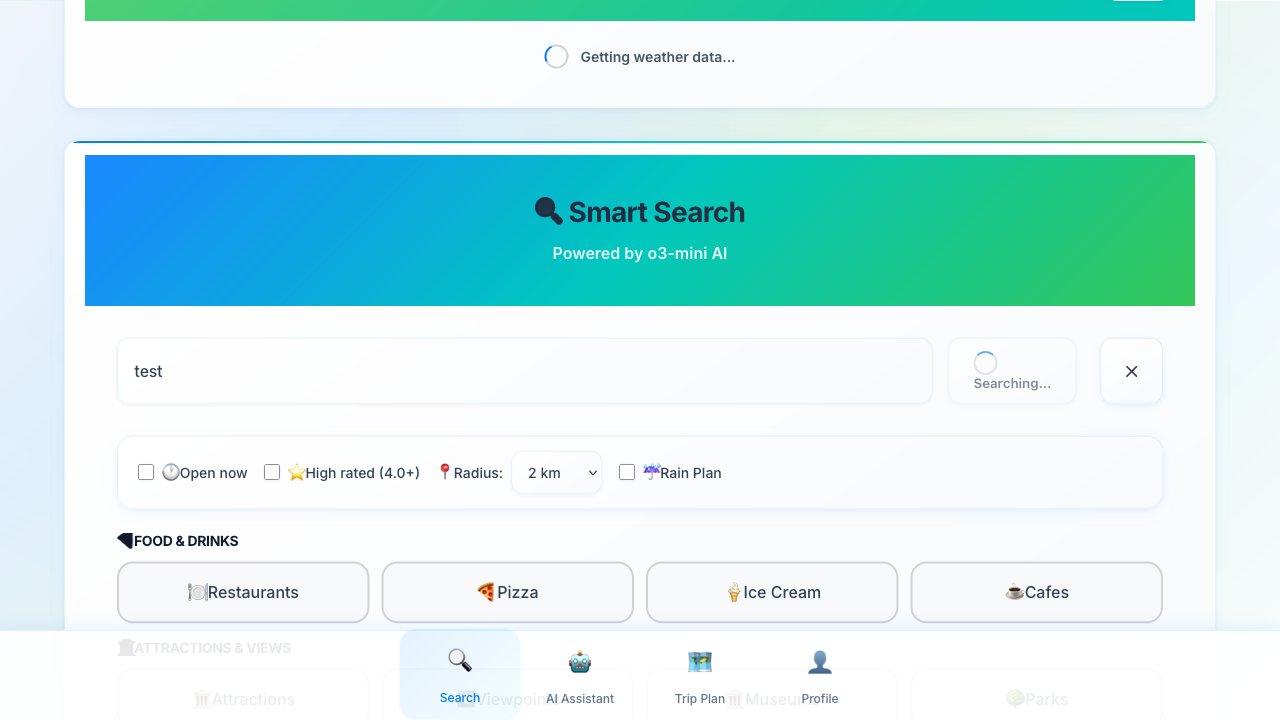 Getting weather data...
Smart Search
Powered by o3-mini AI
test
Searching...
Open now High rated (4.0+) Radius: 2 km Rain Plan
FOOD & DRINKS
Restaurants Pizza Ice Cream Cafes
ATTRACTIONS & VIEWS
Attractions Viewpoints Museums Parks
Search AI Assistant Trip Plan Profile